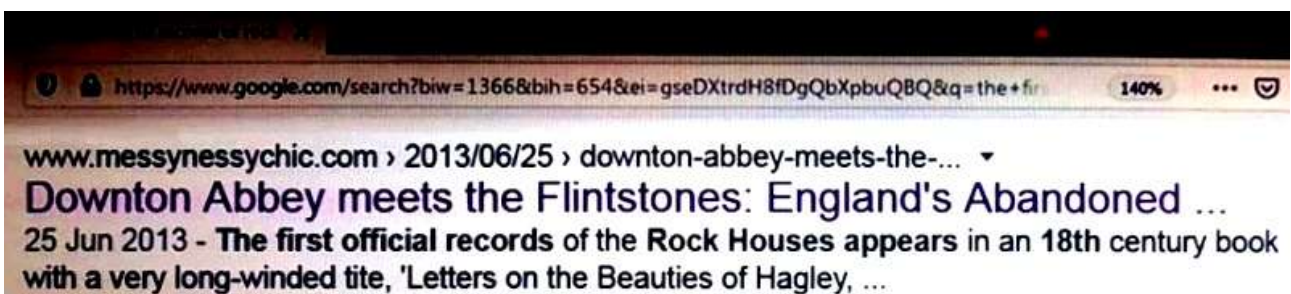 https://www.google.com/search?biw=1366&bih=654&ei=gseDXtrdH8fDgQbXpbuQBQ&q=the+fir 140% ...
www.messynessychic.com › 2013/06/25 › downton-abbey-meets-the-...
Downton Abbey meets the Flintstones: England's Abandoned ...
25 Jun 2013 - The first official records of the Rock Houses appears in an 18th century book
with a very long-winded tite, 'Letters on the Beauties of Hagley, ...